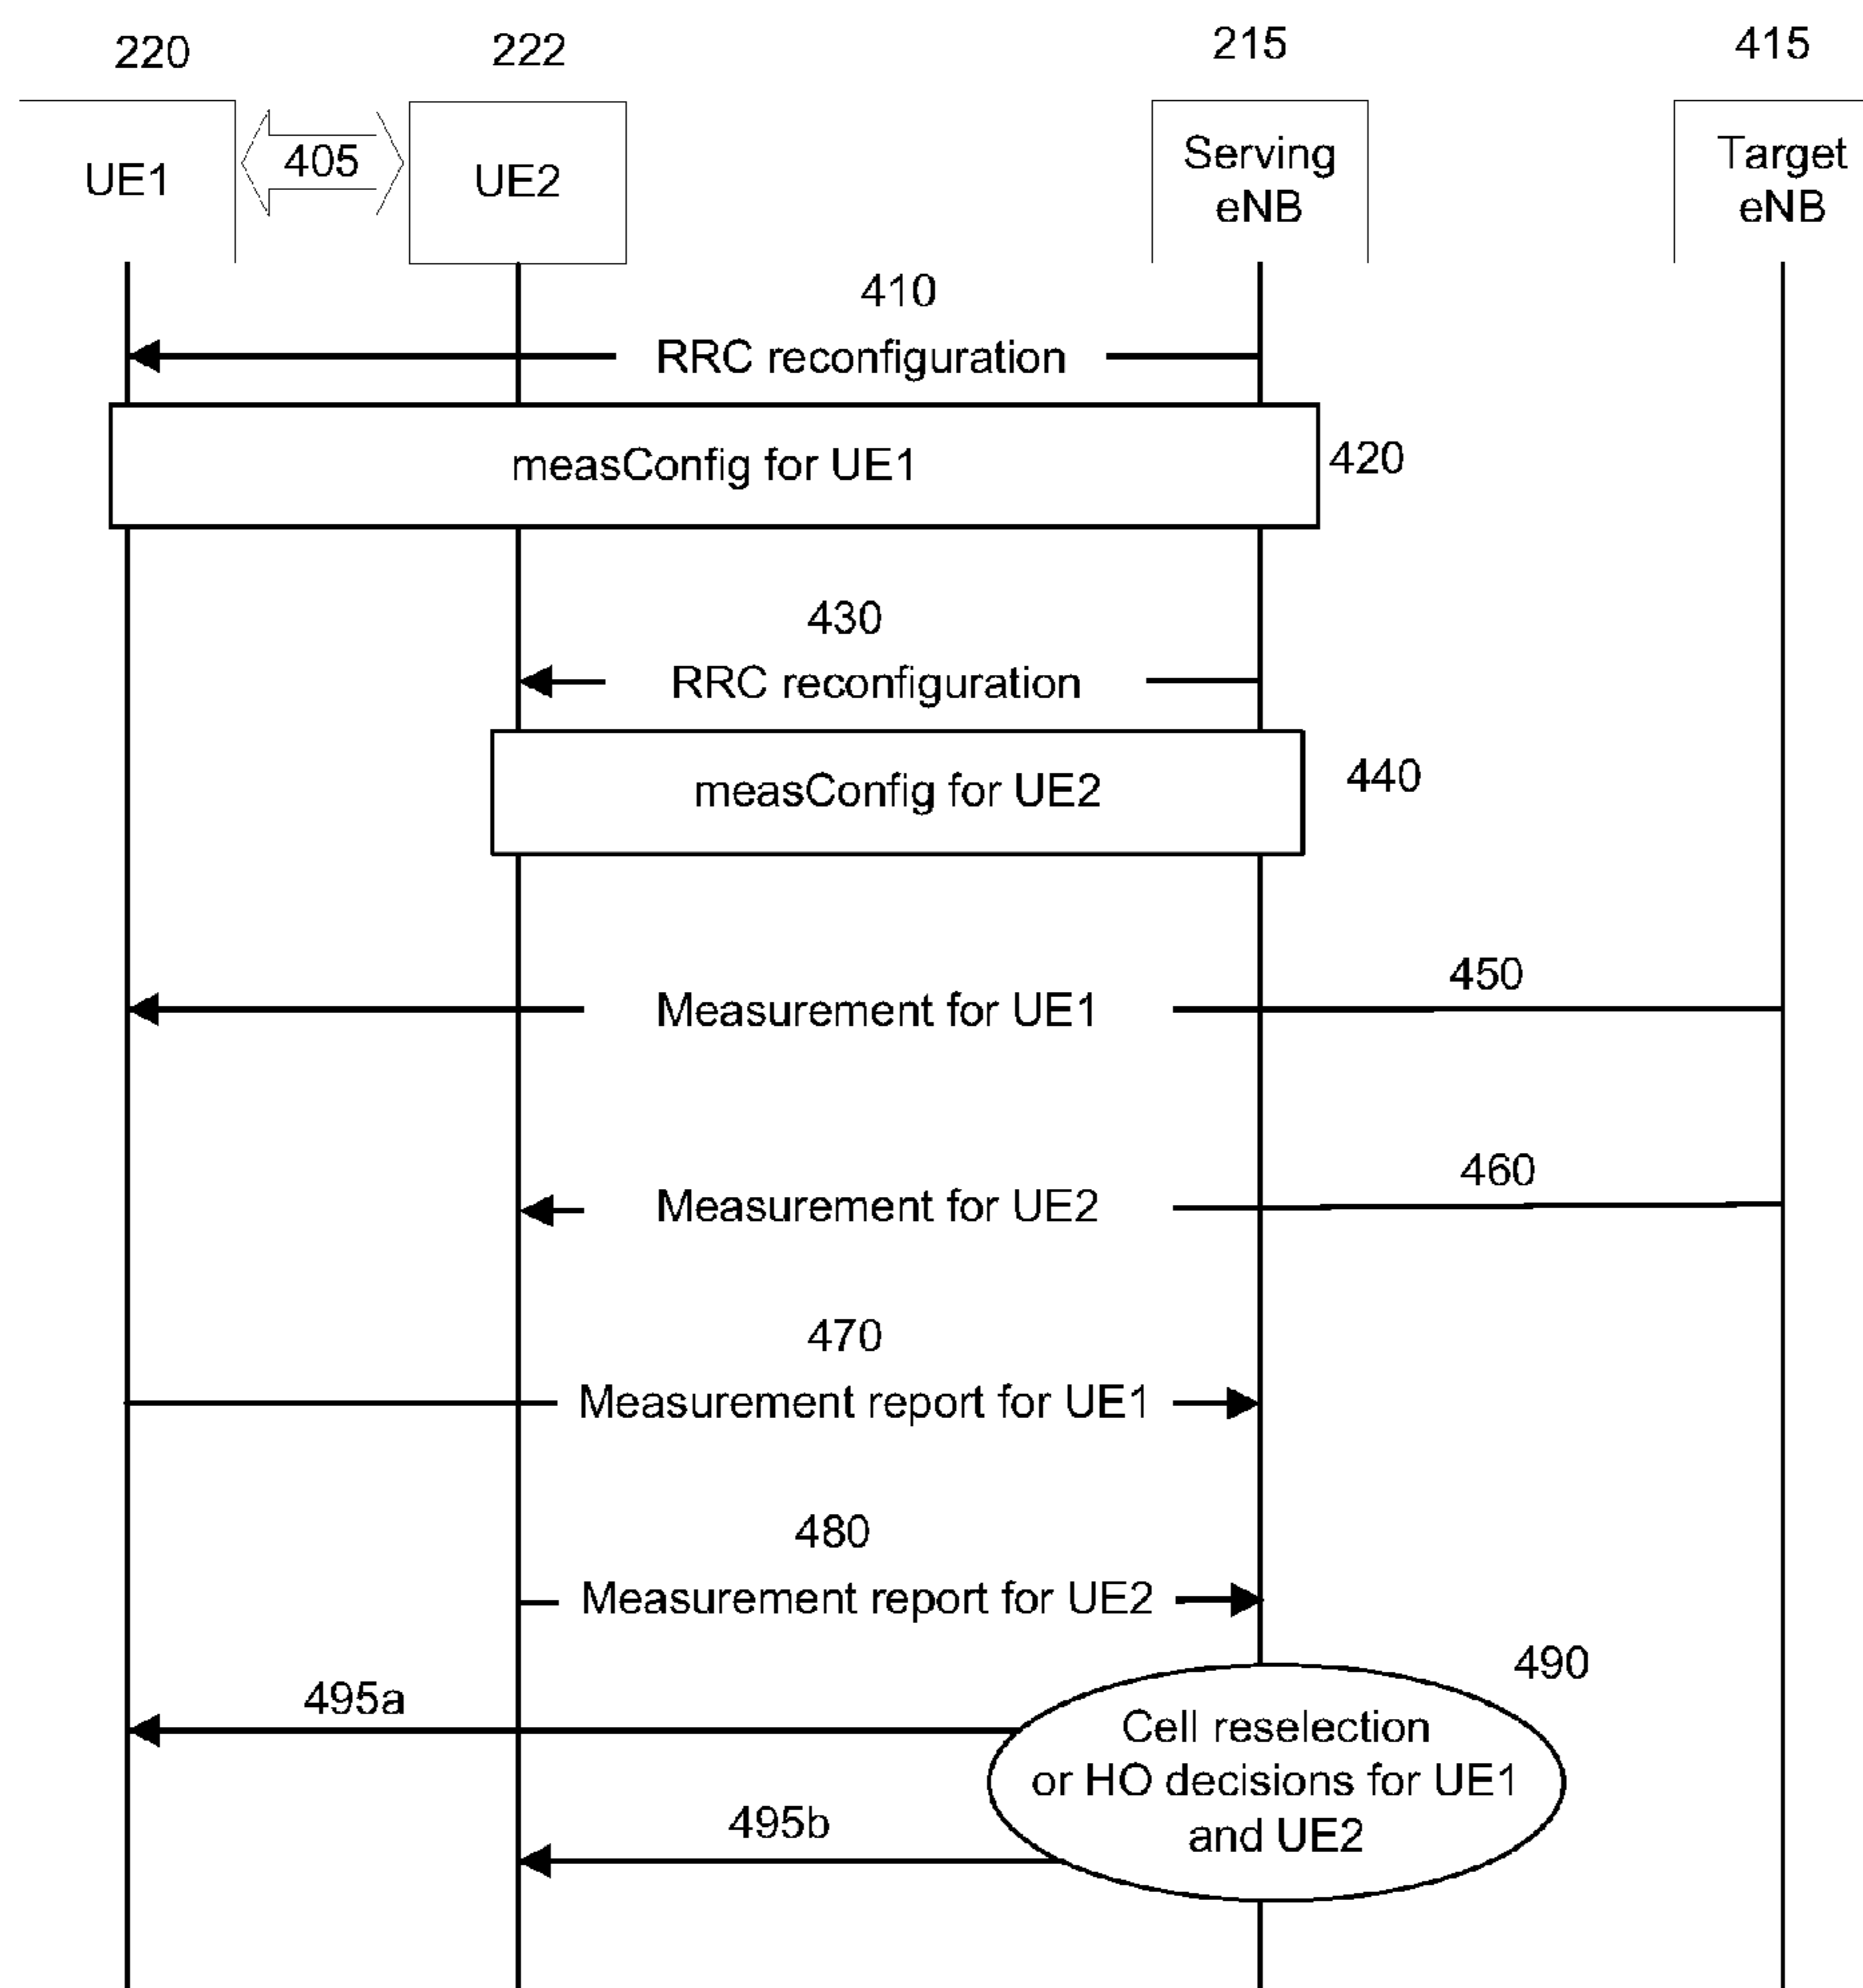 220
222
215
415
UE1
405
UE2
Serving
eNB
Target
eNB
410
RRC reconfiguration
measConfig for UE1
420
430
RRC reconfiguration
measConfig for UE2
440
450
Measurement for UE1
460
Measurement for UE2
470
Measurement report for UE1
480
Measurement report for UE2
490
495a
Cell reselection
or HO decisions for UE1
and UE2
495b